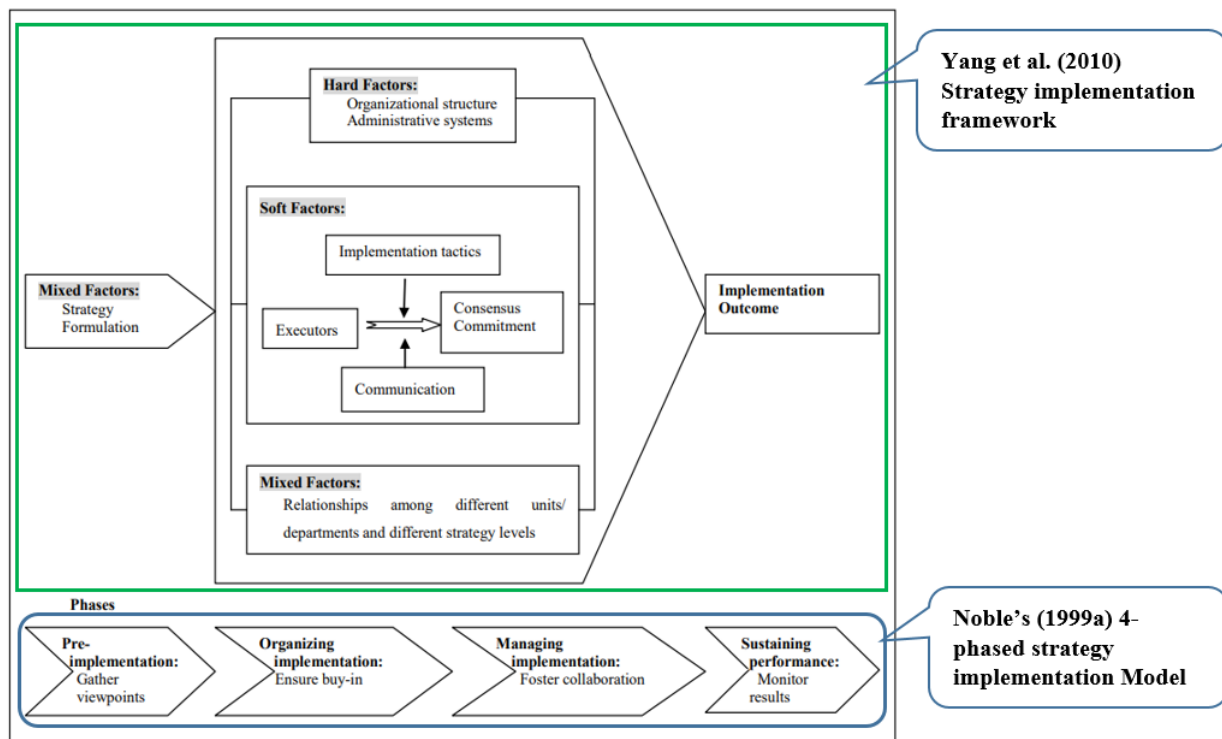 Yang et al. (2010)
Strategy implementation
framework
Hard Factors:
Organizational structure
Administrative systems
Soft Factors:
Implementation tactics
Mixed Factors:
Strategy
Formulation
Executors
Consensus
Commitment
Communication
Implementation
Outcome
Mixed Factors:
Relationships among different units/
departments and different strategy levels
Phases
Pre-
implementation:
Gather
viewpoints
Organizing
implementation:
Ensure buy-in
Managing
implementation:
Foster collaboration
Sustaining
performance:
Monitor
results
Noble’s (1999a) 4-
phased strategy
implementation Model